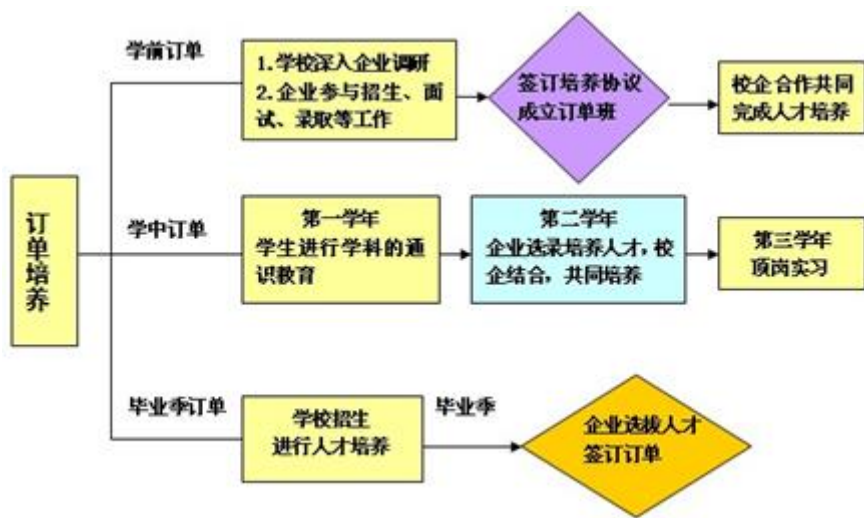 学前订单
1.学校深入企业调研
2.企业参与招生、面
试、录取等工作
签订培养协议
成立订单班
校企合作共同
完成人才培养
订单培养
学中订单
第一学年
学生进行学科的通
识教育
第二学年
企业选录培养人才，校
企结合，共同培养
第三学年
顶岗实习
毕业季订单
学校招生
进行人才培养
毕业季
企业选拔人才
签订订单